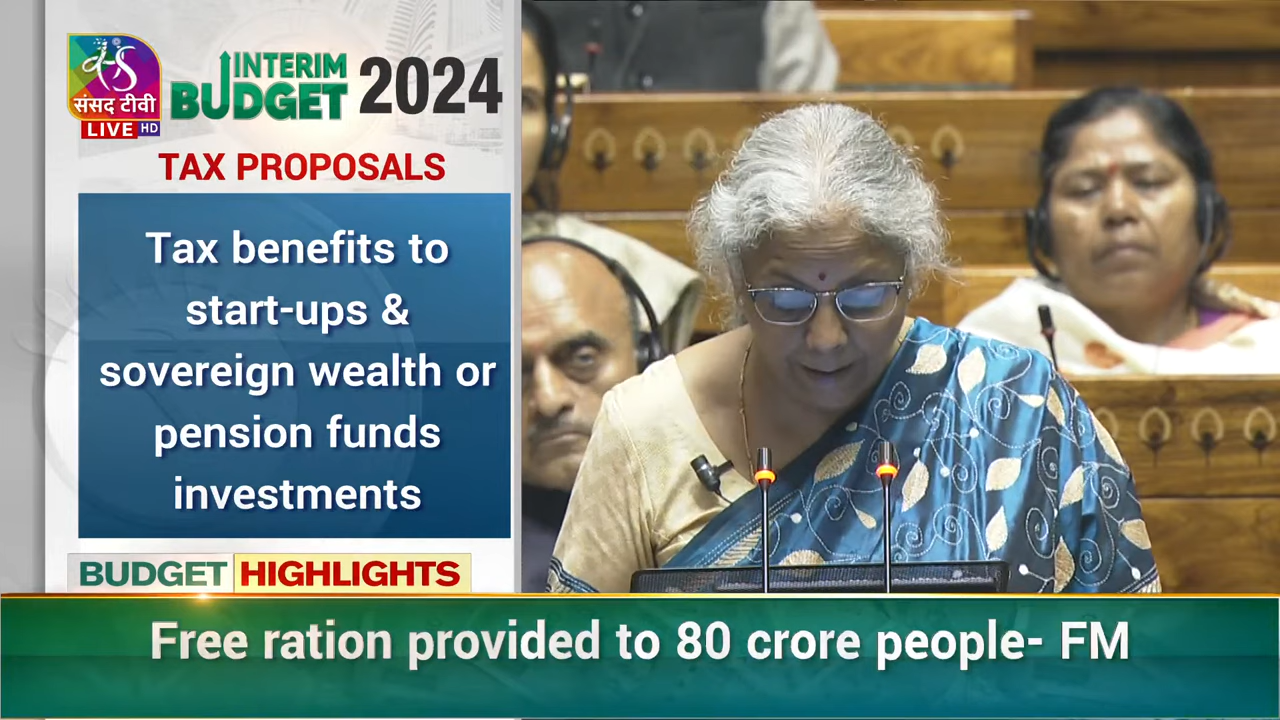 संसद टीवी
LIVE HD
INTERIM
BUDGET 2024
TAX PROPOSALS
Tax benefits to
start-ups &
sovereign wealth or
pension funds
investments
BUDGET HIGHLIGHTS
Free ration provided to 80 crore people- FM